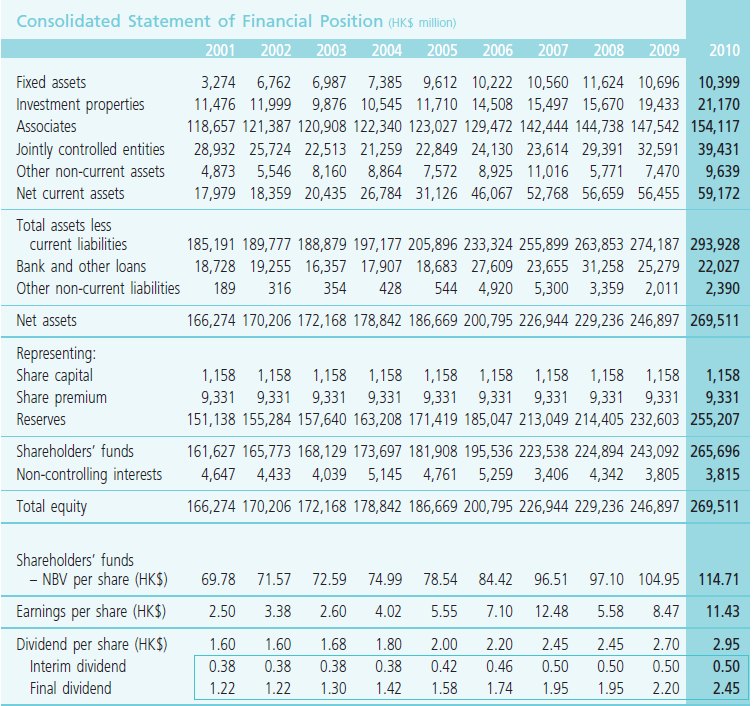 Consolidated Statement of Financial Position (HK$ million)
2001 2002 2003 2004 2005 2006 2007 2008 2009 2010
Fixed assets 3,274 6,762 6,987 7,385 9,612 10,222 10,560 11,624 10,696 10,399
Investment properties 11,476 11,999 9,876 10,545 11,710 14,508 15,497 15,670 19,433 21,170
Associates 118,657 121,387 120,908 122,340 123,027 129,472 142,444 144,738 147,542 154,117
Jointly controlled entities 28,932 25,724 22,513 21,259 22,849 24,130 23,614 29,391 32,591 39,431
Other non-current assets 4,873 5,546 8,160 8,864 7,572 8,925 11,016 5,771 7,470 9,639
Net current assets 17,979 18,359 20,435 26,784 31,126 46,067 52,768 56,659 56,455 59,172
Total assets less
current liabilities 185,191 189,777 188,879 197,177 205,896 233,324 255,899 263,853 274,187 293,928
Bank and other loans 18,728 19,255 16,357 17,907 18,683 27,609 23,655 31,258 25,279 22,027
Other non-current liabilities 189 316 354 428 544 4,920 5,300 3,359 2,011 2,390
Net assets 166,274 170,206 172,168 178,842 186,669 200,795 226,944 229,236 246,897 269,511
Representing:
Share capital 1,158 1,158 1,158 1,158 1,158 1,158 1,158 1,158 1,158 1,158
Share premium 9,331 9,331 9,331 9,331 9,331 9,331 9,331 9,331 9,331 9,331
Reserves 151,138 155,284 157,640 163,208 171,419 185,047 213,049 214,405 232,603 255,207
Shareholders' funds 161,627 165,773 168,129 173,697 181,908 195,536 223,538 224,894 243,092 265,696
Non-controlling interests 4,647 4,433 4,039 5,145 4,761 5,259 3,406 4,342 3,805 3,815
Total equity 166,274 170,206 172,168 178,842 186,669 200,795 226,944 229,236 246,897 269,511
Shareholders' funds
– NBV per share (HK$) 69.78 71.57 72.59 74.99 78.54 84.42 96.51 97.10 104.95 114.71
Earnings per share (HK$) 2.50 3.38 2.60 4.02 5.55 7.10 12.48 5.58 8.47 11.43
Dividend per share (HK$) 1.60 1.60 1.68 1.80 2.00 2.20 2.45 2.45 2.70 2.95
Interim dividend 0.38 0.38 0.38 0.38 0.42 0.46 0.50 0.50 0.50 0.50
Final dividend 1.22 1.22 1.30 1.42 1.58 1.74 1.95 1.95 2.20 2.45